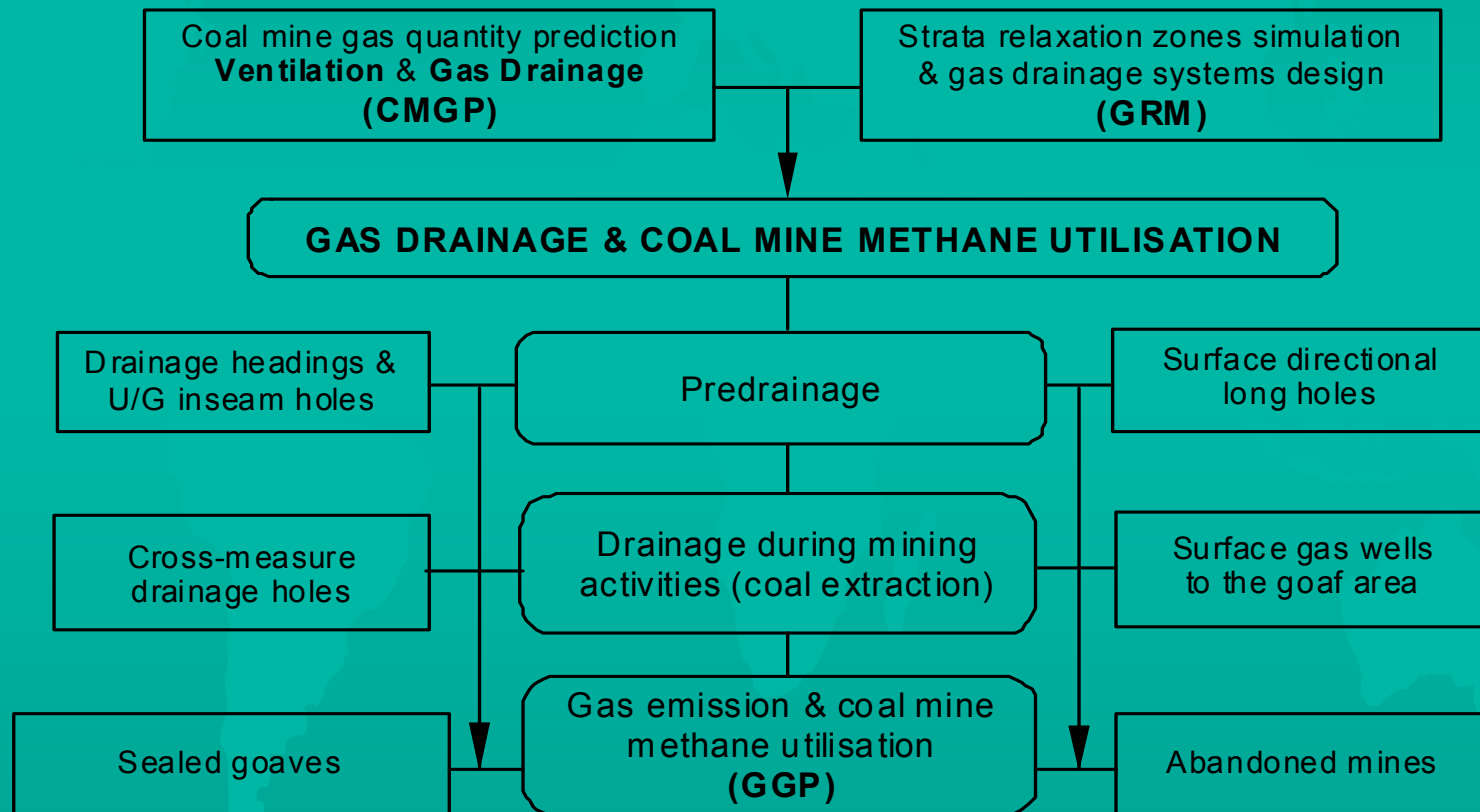 Coal mine gas quantity prediction
Ventilation & Gas Drainage
(CMGP)
Strata relaxation zones simulation
& gas drainage systems design
(GRM)
GAS DRAINAGE & COAL MINE METHANE UTILISATION
Drainage headings &
U/G inseam holes
Predrainage
Surface directional
long holes
Cross-measure
drainage holes
Drainage during mining
activities (coal extraction)
Surface gas wells
to the goaf area
Sealed goaves
Gas emission & coal mine
methane utilisation
(GGP)
Abandoned mines